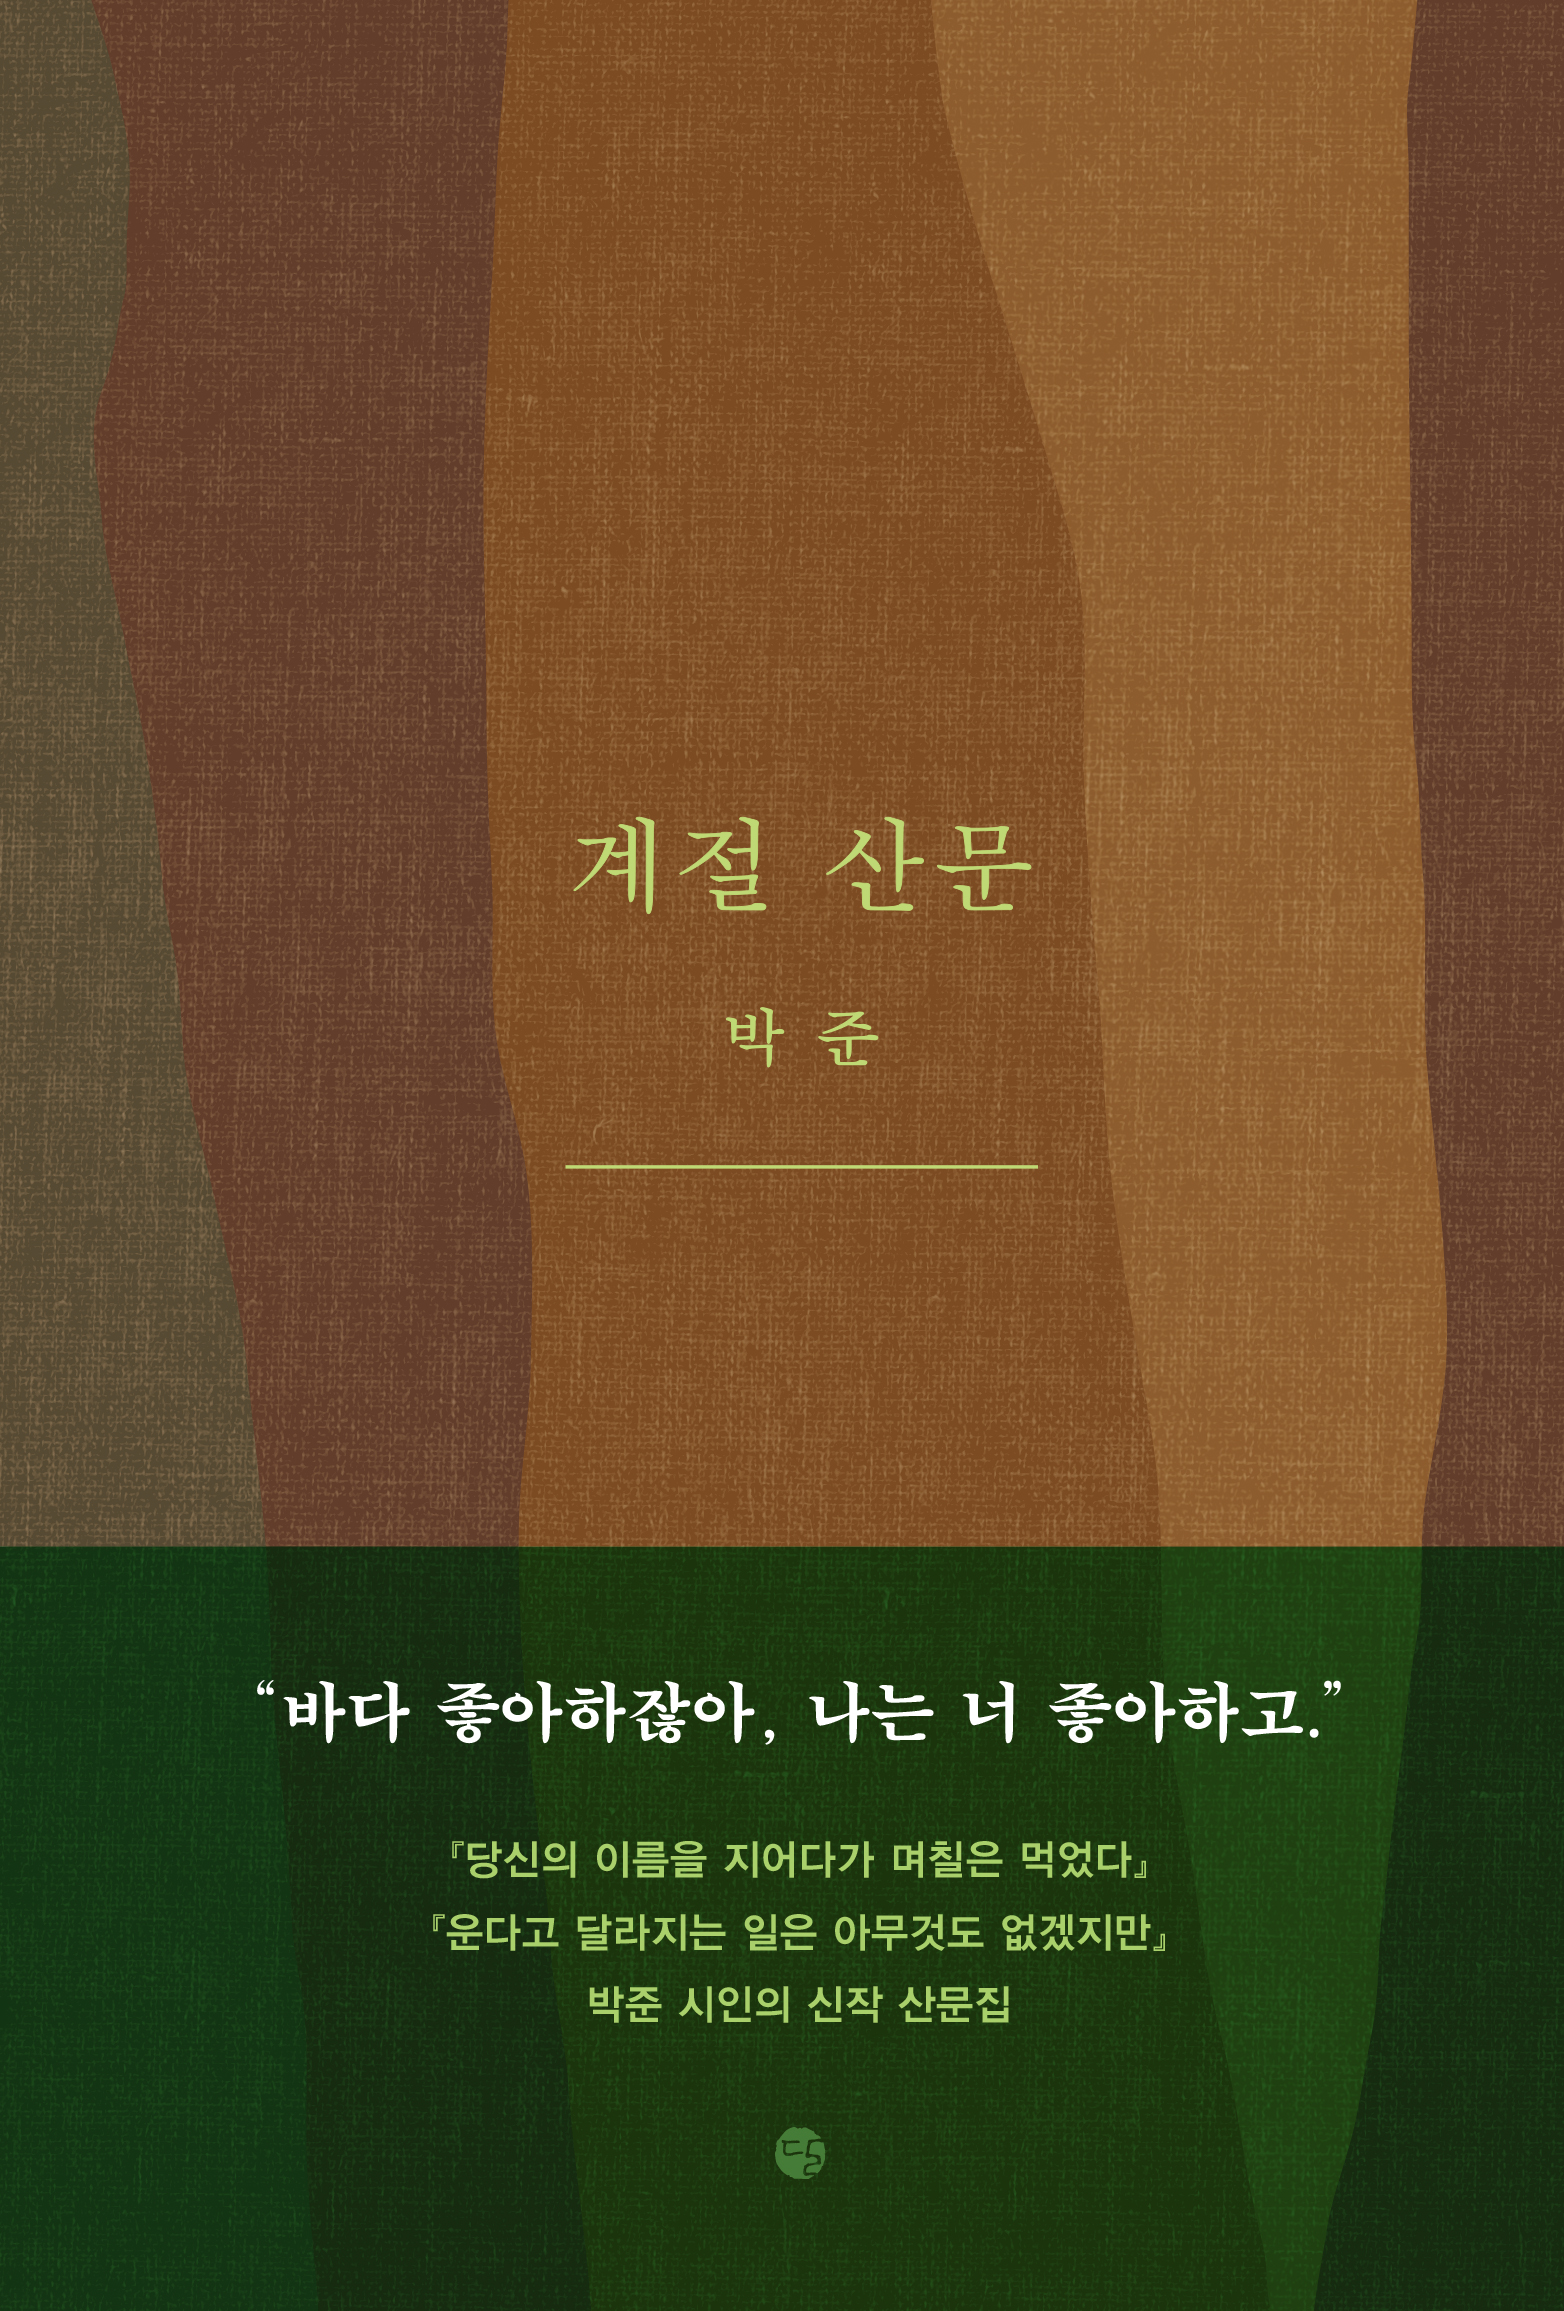 계절 산문
박 준
“바다 좋아하잖아, 나는 너 좋아하고.”
『당신의 이름을 지어다가 며칠은 먹었다』
『운다고 달라지는 일은 아무것도 없겠지만』
박준 시인의 신작 산문집
달